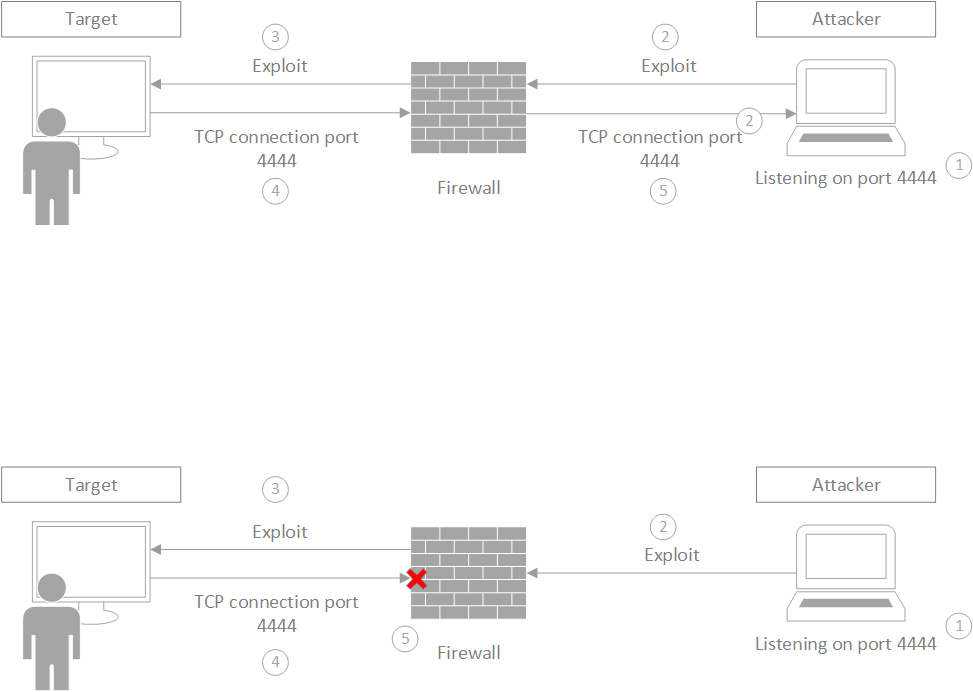 Target
Attacker
3
2
Exploit
Exploit
TCP connection port
4444
2
TCP connection port
4444
4
5
Firewall
Listening on port 4444
1
Target
Attacker
3
2
Exploit
Exploit
TCP connection port
4444
4
5
Firewall
Listening on port 4444
1